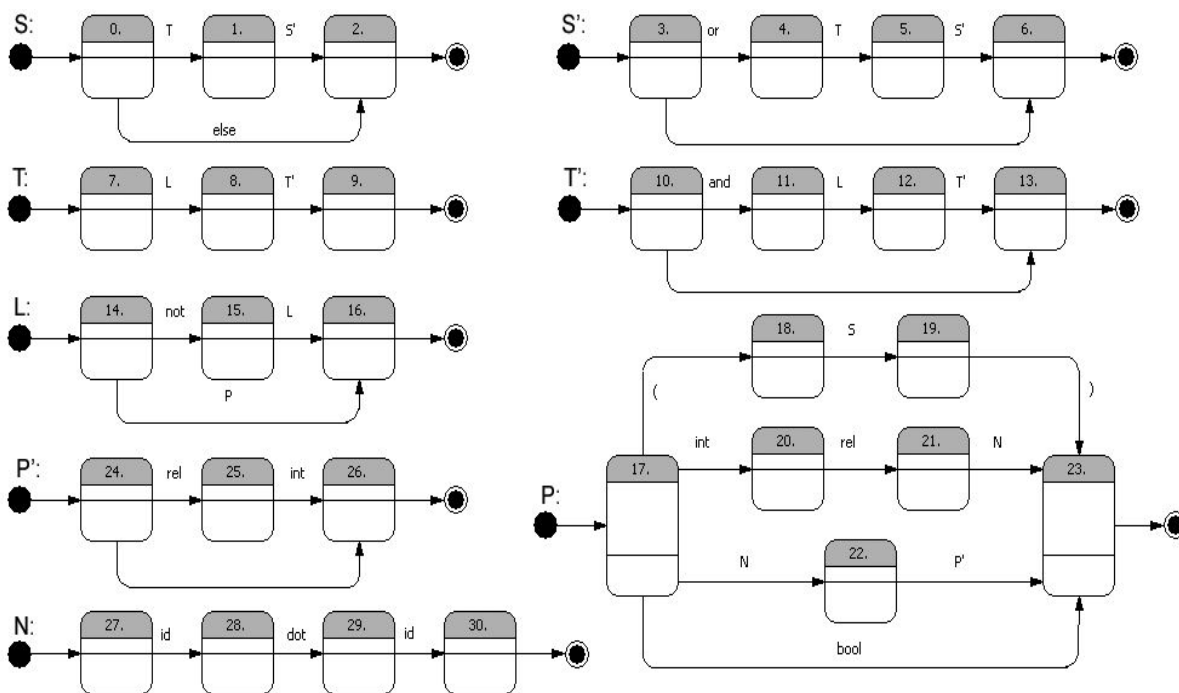 S: 0. T 1. S' 2.
else
S': 3. or 4. T 5. S' 6.
T: 7. L 8. T' 9.
T': 10. and 11. L 12. T' 13.
L: 14. not 15. L 16.
P
P': 24. rel 25. int 26.
N: 27. id 28. dot 29. id 30.
18. S 19.
( )
int 20. rel 21. N
P: 17. 23.
N 22. P'
bool